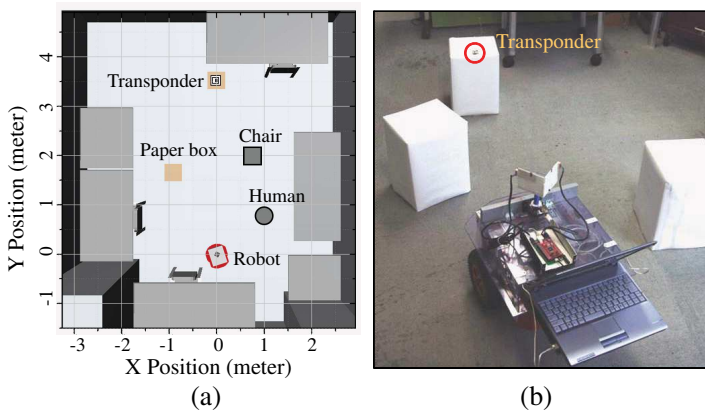 5
4
3
2
1
0
-1
Y Position (meter)
Transponder
Chair
Paper box
Human
Robot
-3 -2 -1 0 1 2
X Position (meter)
(a)
Transponder
(b)